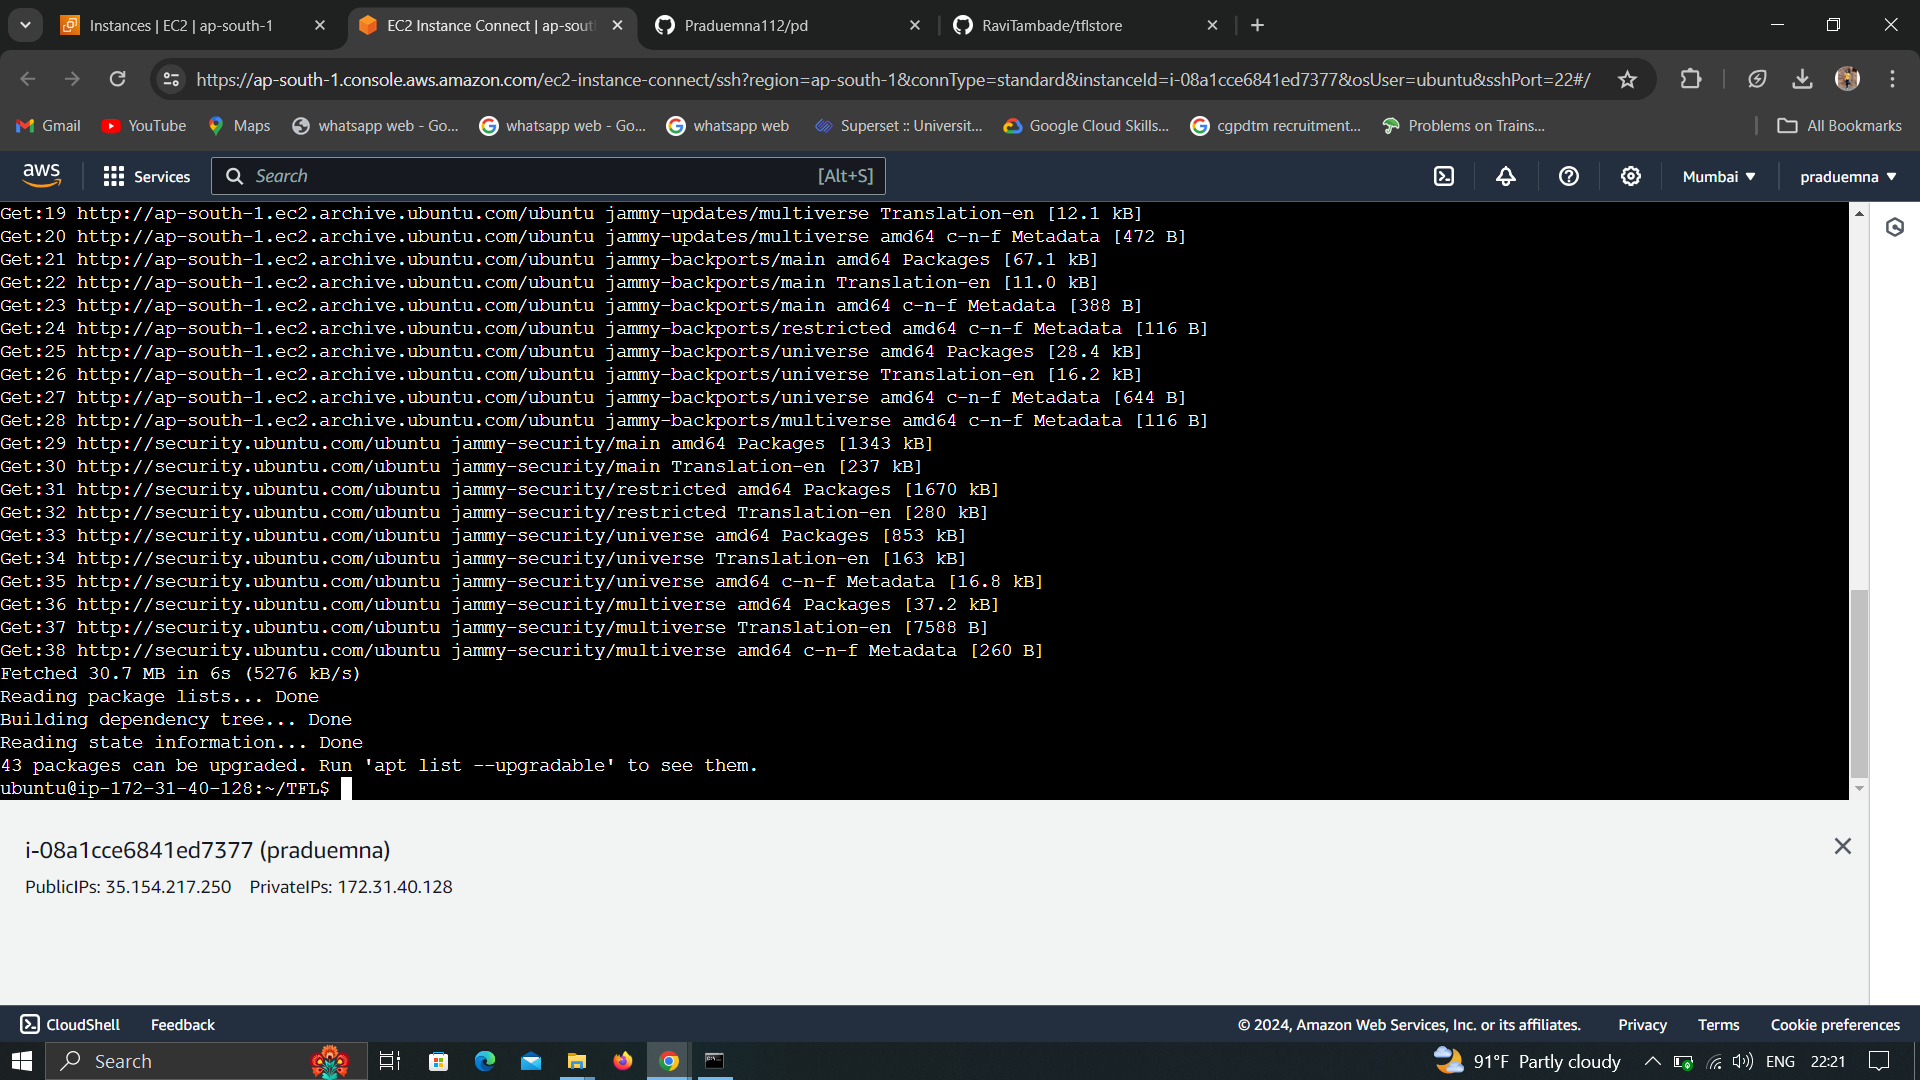 Instances | EC2 | ap-south-1
EC2 Instance Connect | ap-sout
Praduemna112/pd
RaviTambade/tflstore
https://ap-south-1.console.aws.amazon.com/ec2-instance-connect/ssh?region=ap-south-1&connType=standard&instanceId=i-08a1cce6841ed7377&osUser=ubuntu&sshPort=22#/
Gmail YouTube Maps whatsapp web - Go... whatsapp web - Go... whatsapp web Superset :: Universit... Google Cloud Skills... cgpdtm recruitment... Problems on Trains... All Bookmarks
aws Services Search [Alt+S] Mumbai praduemna
Get:19 http://ap-south-1.ec2.archive.ubuntu.com/ubuntu jammy-updates/multiverse Translation-en [12.1 kB]
Get:20 http://ap-south-1.ec2.archive.ubuntu.com/ubuntu jammy-updates/multiverse amd64 c-n-f Metadata [472 B]
Get:21 http://ap-south-1.ec2.archive.ubuntu.com/ubuntu jammy-backports/main amd64 Packages [67.1 kB]
Get:22 http://ap-south-1.ec2.archive.ubuntu.com/ubuntu jammy-backports/main Translation-en [11.0 kB]
Get:23 http://ap-south-1.ec2.archive.ubuntu.com/ubuntu jammy-backports/main amd64 c-n-f Metadata [388 B]
Get:24 http://ap-south-1.ec2.archive.ubuntu.com/ubuntu jammy-backports/restricted amd64 c-n-f Metadata [116 B]
Get:25 http://ap-south-1.ec2.archive.ubuntu.com/ubuntu jammy-backports/universe amd64 Packages [28.4 kB]
Get:26 http://ap-south-1.ec2.archive.ubuntu.com/ubuntu jammy-backports/universe Translation-en [16.2 kB]
Get:27 http://ap-south-1.ec2.archive.ubuntu.com/ubuntu jammy-backports/universe amd64 c-n-f Metadata [644 B]
Get:28 http://ap-south-1.ec2.archive.ubuntu.com/ubuntu jammy-backports/multiverse amd64 c-n-f Metadata [116 B]
Get:29 http://security.ubuntu.com/ubuntu jammy-security/main amd64 Packages [1343 kB]
Get:30 http://security.ubuntu.com/ubuntu jammy-security/main Translation-en [237 kB]
Get:31 http://security.ubuntu.com/ubuntu jammy-security/restricted amd64 Packages [1670 kB]
Get:32 http://security.ubuntu.com/ubuntu jammy-security/restricted Translation-en [280 kB]
Get:33 http://security.ubuntu.com/ubuntu jammy-security/universe amd64 Packages [853 kB]
Get:34 http://security.ubuntu.com/ubuntu jammy-security/universe Translation-en [163 kB]
Get:35 http://security.ubuntu.com/ubuntu jammy-security/universe amd64 c-n-f Metadata [16.8 kB]
Get:36 http://security.ubuntu.com/ubuntu jammy-security/multiverse amd64 Packages [37.2 kB]
Get:37 http://security.ubuntu.com/ubuntu jammy-security/multiverse Translation-en [7588 B]
Get:38 http://security.ubuntu.com/ubuntu jammy-security/multiverse amd64 c-n-f Metadata [260 B]
Fetched 30.7 MB in 6s (5276 kB/s)
Reading package lists... Done
Building dependency tree... Done
Reading state information... Done
43 packages can be upgraded. Run 'apt list --upgradable' to see them.
ubuntu@ip-172-31-40-128:~/TFL$
i-08a1cce6841ed7377 (praduemna)
PublicIPs: 35.154.217.250 PrivateIPs: 172.31.40.128
CloudShell Feedback © 2024, Amazon Web Services, Inc. or its affiliates. Privacy Terms Cookie preferences
Search 91°F Partly cloudy ENG 22:21